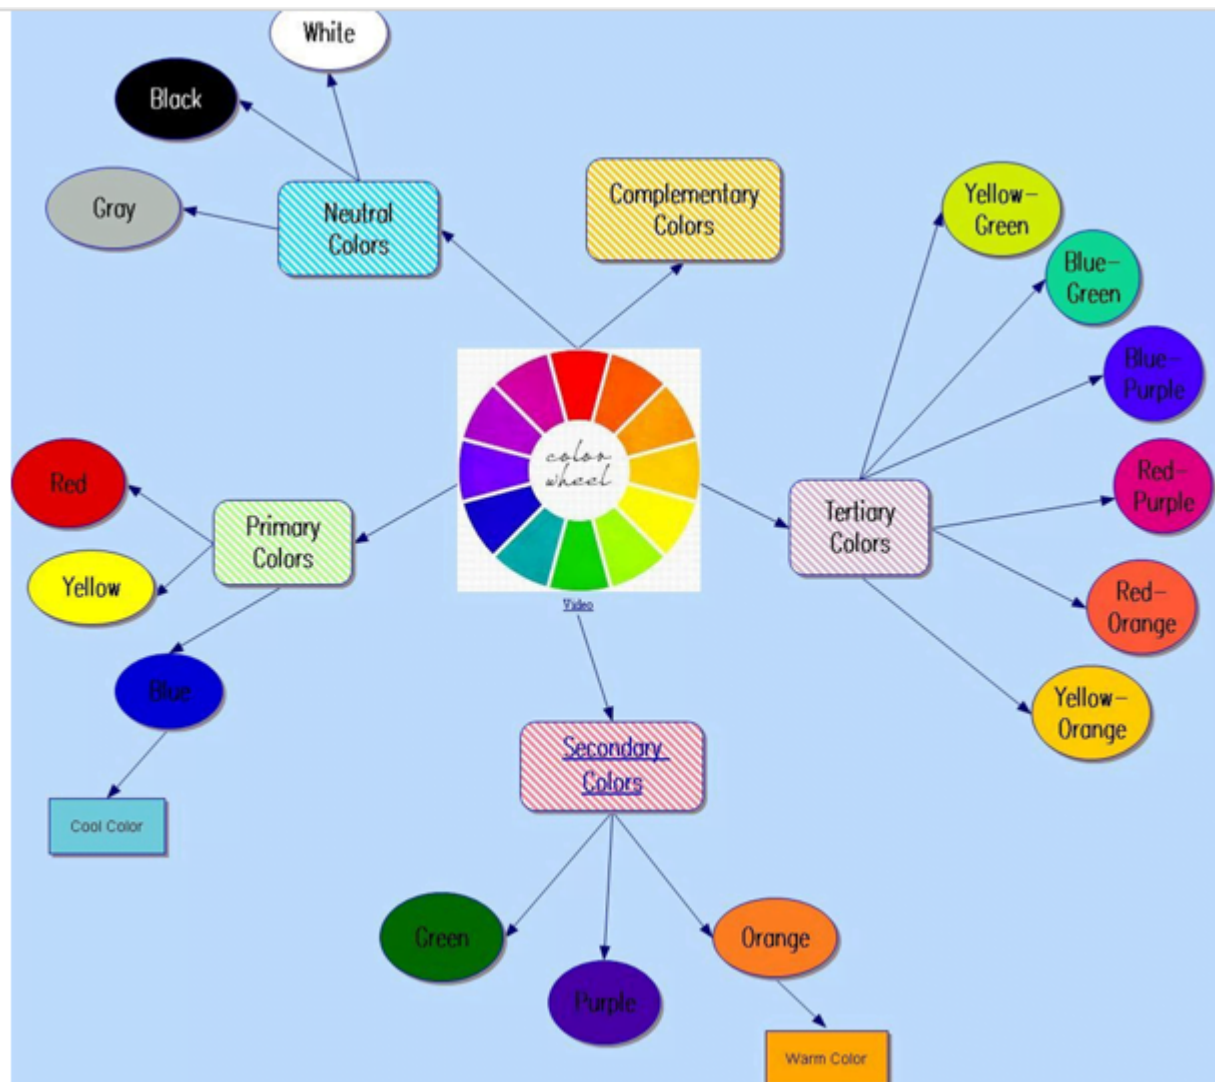 White
Black
Gray
Neutral
Colors
Complementary
Colors
Yellow-
Green
Blue-
Green
Blue-
Purple
Red-
Purple
Red-
Orange
Yellow-
Orange
Tertiary
Colors
color
wheel
Video
Red
Yellow
Blue
Primary
Colors
Cool Color
Secondary
Colors
Green
Purple
Orange
Warm Color